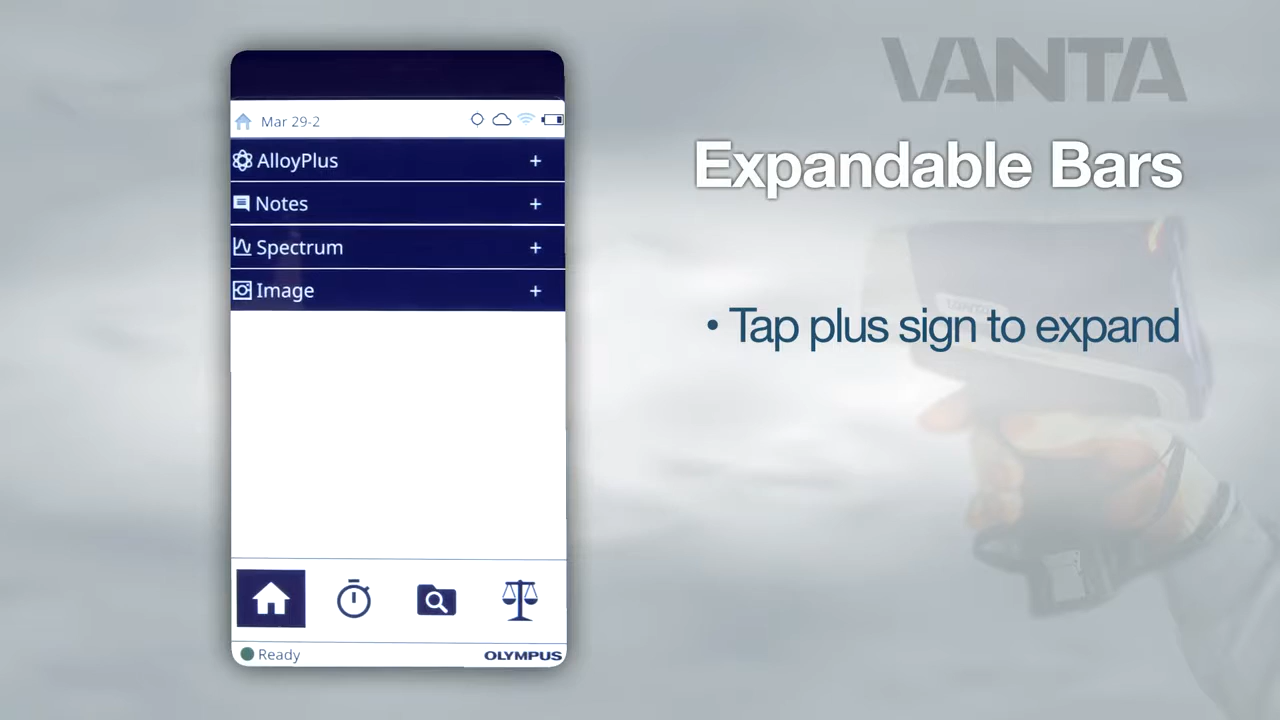 VANTA
Expandable Bars
• Tap plus sign to expand
Mar 29-2
AlloyPlus +
Notes +
Spectrum +
Image +
Ready
OLYMPUS